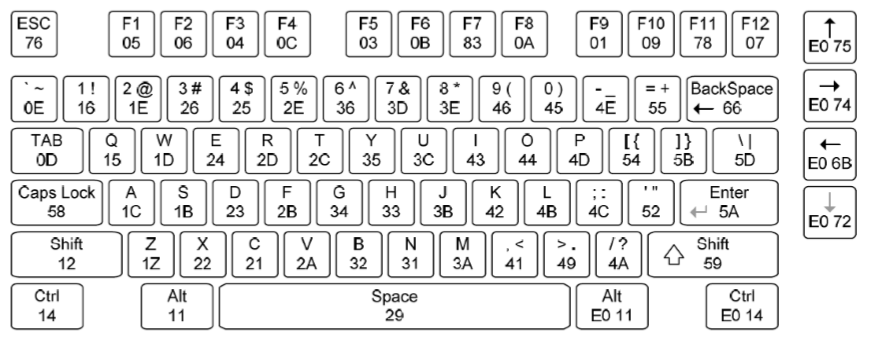 ESC F1 F2 F3 F4 F5 F6 F7 F8 F9 F10 F11 F12 ↑
76 05 06 04 0C 03 0B 83 0A 01 09 78 07 E0 75
` ~ 1 ! 2 @ 3 # 4 $ 5 % 6 ^ 7 & 8 * 9 ( 0 ) - _ = + BackSpace →
0E 16 1E 26 25 2E 36 3D 3E 46 45 4E 55 ← 66 E0 74
TAB Q W E R T Y U I O P [ { ] } \ | ←
0D 15 1D 24 2D 2C 35 3C 43 44 4D 54 5B 5D E0 6B
Caps Lock A S D F G H J K L ; : ' " Enter ↓
58 1C 1B 23 2B 34 33 3B 42 4B 4C 52 ↵ 5A E0 72
Shift Z X C V B N M , < > . / ? ⇧ Shift
12 1Z 22 21 2A 32 31 3A 41 49 4A 59
Ctrl Alt Space Alt Ctrl
14 11 29 E0 11 E0 14